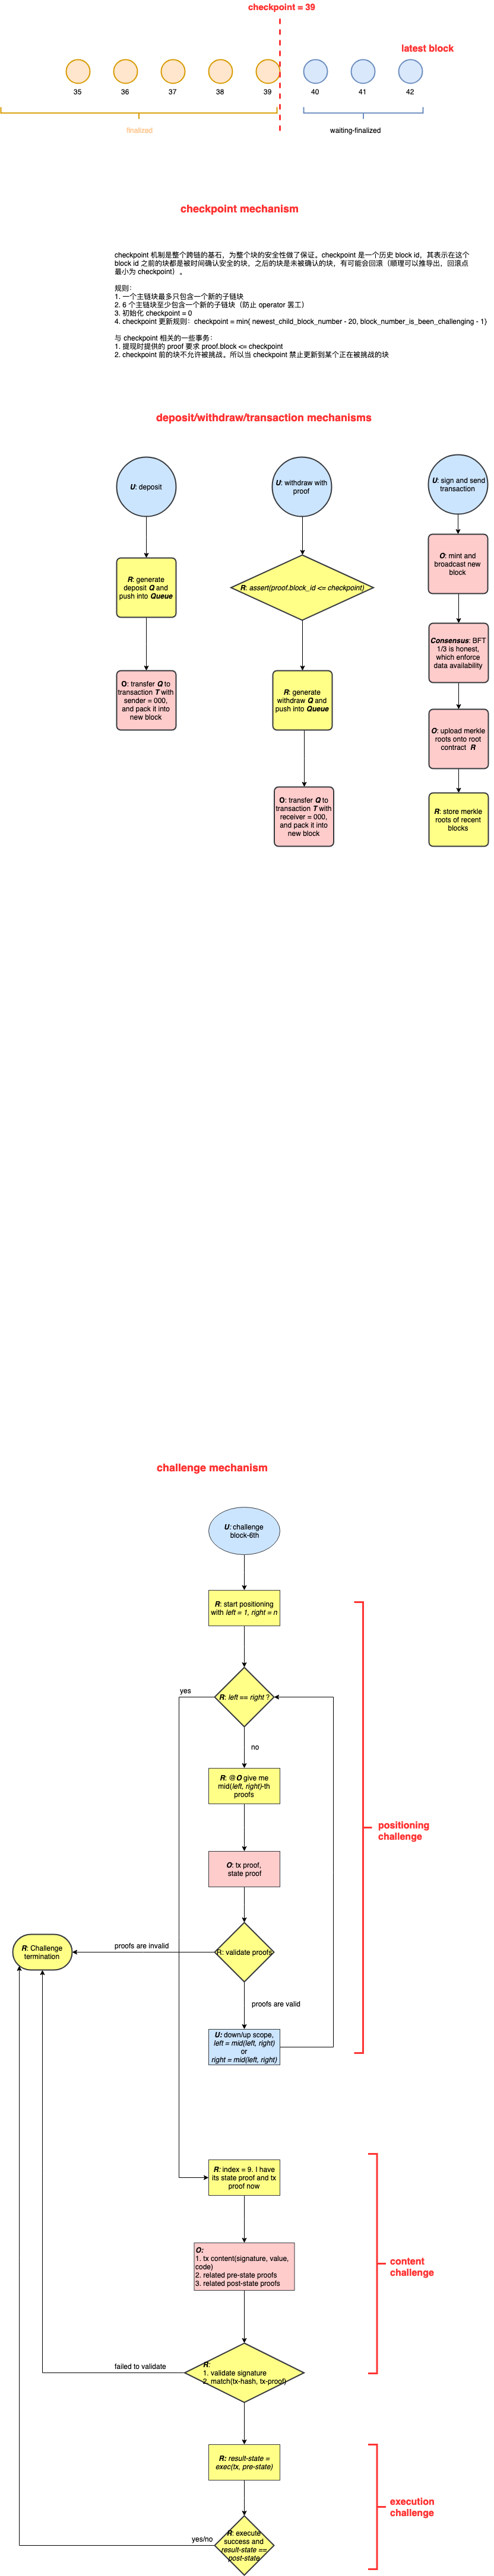 checkpoint = 39
latest block
35
36
37
38
39
40
41
42
finalized
waiting-finalized
checkpoint mechanism
checkpoint 机制是整个跨链的基石，为整个块的安全性做了保证。checkpoint 是一个历史 block id，其表示在这个
block id 之前的块都是被时间确认安全的块，之后的块是未被确认的块，有可能会回滚（顺理可以推导出，回滚点
最小为 checkpoint）。
规则：
1. 一个主链块最多只包含一个新的子链块
2. 6 个主链块至少包含一个新的子链块（防止 operator 罢工）
3. 初始化 checkpoint = 0
4. checkpoint 更新规则：checkpoint = min{ newest_child_block_number - 20, block_number_is_been_challenging - 1}
与 checkpoint 相关的一些事务：
1. 提现时提供的 proof 要求 proof.block <= checkpoint
2. checkpoint 前的块不允许被挑战。所以当 checkpoint 禁止更新到某个正在被挑战的块
deposit/withdraw/transaction mechanisms
U: deposit
R: generate
deposit Q and
push into Queue
O: transfer Q to
transaction T with
sender = 000,
and pack it into
new block
U: withdraw with
proof
R: assert(proof.block_id <= checkpoint)
R: generate
withdraw Q and
push into Queue
O: transfer Q to
transaction T with
receiver = 000,
and pack it into
new block
U: sign and send
transaction
O: mint and
broadcast new
block
Consensus: BFT
1/3 is honest,
which enforce
data availability
O: upload merkle
roots onto root
contract R
R: store merkle
roots of recent
blocks
challenge mechanism
U: challenge
block-6th
R: start positioning
with left = 1, right = n
yes
R: left == right ?
no
R: @O give me
mid(left, right)-th
proofs
positioning
challenge
O: tx proof,
state proof
R: Challenge
termination
proofs are invalid
R: validate proofs
proofs are valid
U: down/up scope,
left = mid(left, right)
or
right = mid(left, right)
R: index = 9. I have
its state proof and tx
proof now
O:
1. tx content(signature, value,
code)
2. related pre-state proofs
3. related post-state proofs
content
challenge
failed to validate
R:
1. validate signature
2. match(tx-hash, tx-proof)
R: result-state =
exec(tx, pre-state)
execution
challenge
yes/no
R: execute
success and
result-state ==
post-state